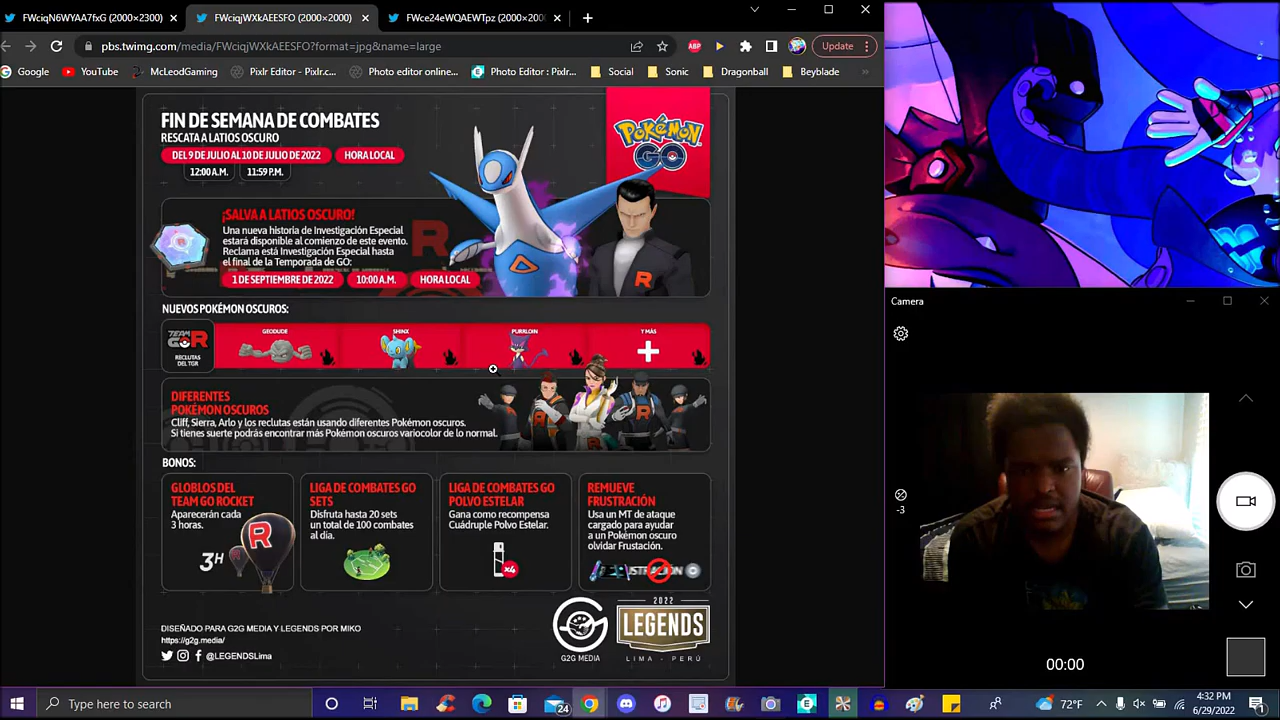 FWciqN6WYAA7fxG (2000×2300)
FWciqjWXkAEESFO (2000×2000)
FWce24eWQAEWTpz (2000×200
pbs.twimg.com/media/FWciqjWXkAEESFO?format=jpg&name=large
Update
Google
YouTube
McLeodGaming
Pixlr Editor - Pixlr.c...
Photo editor online...
Photo Editor : Pixlr...
Social
Sonic
Dragonball
Beyblade
FIN DE SEMANA DE COMBATES
RESCATA A LATIOS OSCURO
DEL 9 DE JULIO AL 10 DE JULIO DE 2022 HORA LOCAL
12:00 A.M. 11:59 P.M.
POKéMON
GO
¡SALVA A LATIOS OSCURO!
Una nueva historia de Investigación Especial
estará disponible al comienzo de este evento.
Reclama está Investigación Especial hasta
el final de la Temporada de GO:
1 DE SEPTIEMBRE DE 2022 10:00 A.M. HORA LOCAL
R
R
NUEVOS POKÉMON OSCUROS:
TEAM
GO R
RECLUTAS
DEL TGR
GEODUDE
SHINX
PURRLOIN
Y MÁS
DIFERENTES
POKÉMON OSCUROS
Cliff, Sierra, Arlo y los reclutas están usando diferentes Pokémon oscuros.
Si tienes suerte podrás encontrar más Pokémon oscuros variocolor de lo normal.
BONOS:
GLOBLOS DEL
TEAM GO ROCKET
Aparecerán cada
3 horas.
3H
R
LIGA DE COMBATES GO
SETS
Disfruta hasta 20 sets
un total de 100 combates
al día.
LIGA DE COMBATES GO
POLVO ESTELAR
Gana como recompensa
Cuádruple Polvo Estelar.
x4
REMUEVE
FRUSTRACIÓN
Usa un MT de ataque
cargado para ayudar
a un Pokémon oscuro
olvidar Frustación.
DISEÑADO PARA G2G MEDIA Y LEGENDS POR MIKO
https://g2g.media/
@LEGENDSLima
G2G MEDIA
2022
LEGENDS
LIMA - PERÚ
Camera
-3
00:00
Type here to search
24
72°F
4:32 PM
6/29/2022